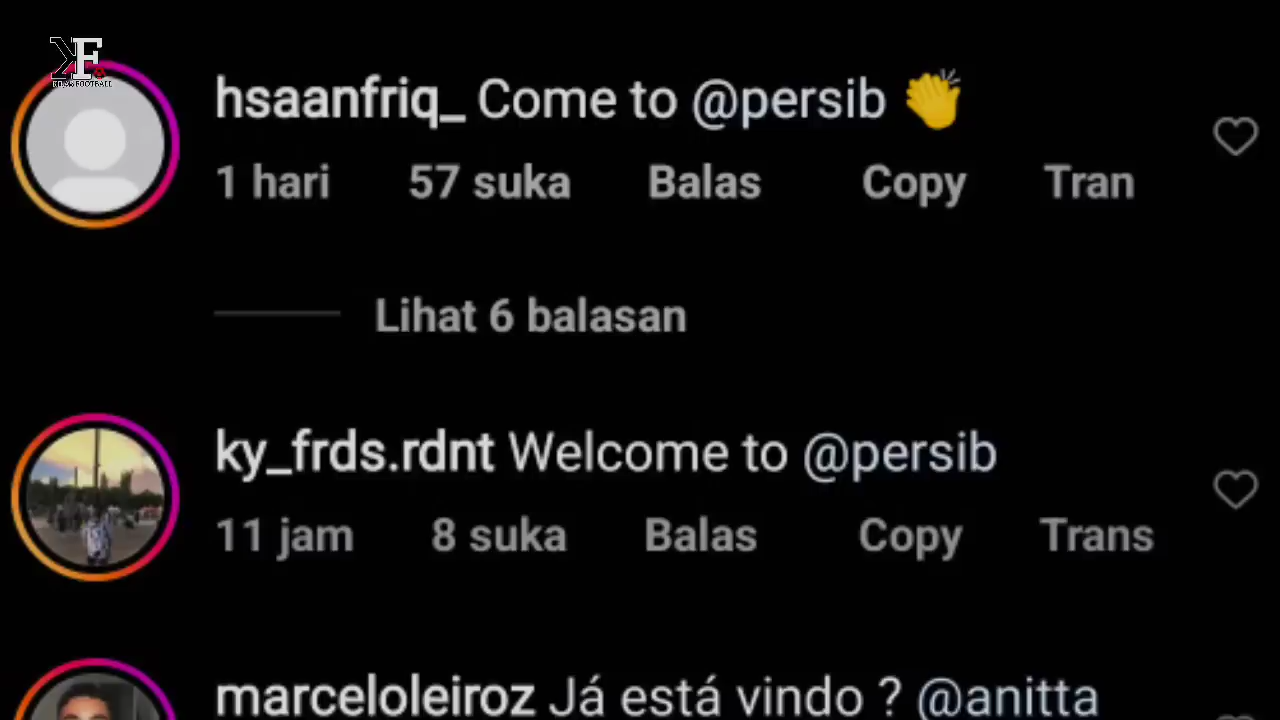 KF.
hsaanfriq_ Come to @persib 👏
1 hari 57 suka Balas Copy Tran
Lihat 6 balasan
ky_frds.rdnt Welcome to @persib
11 jam 8 suka Balas Copy Trans
marceloleiroz Já está vindo ? @anitta